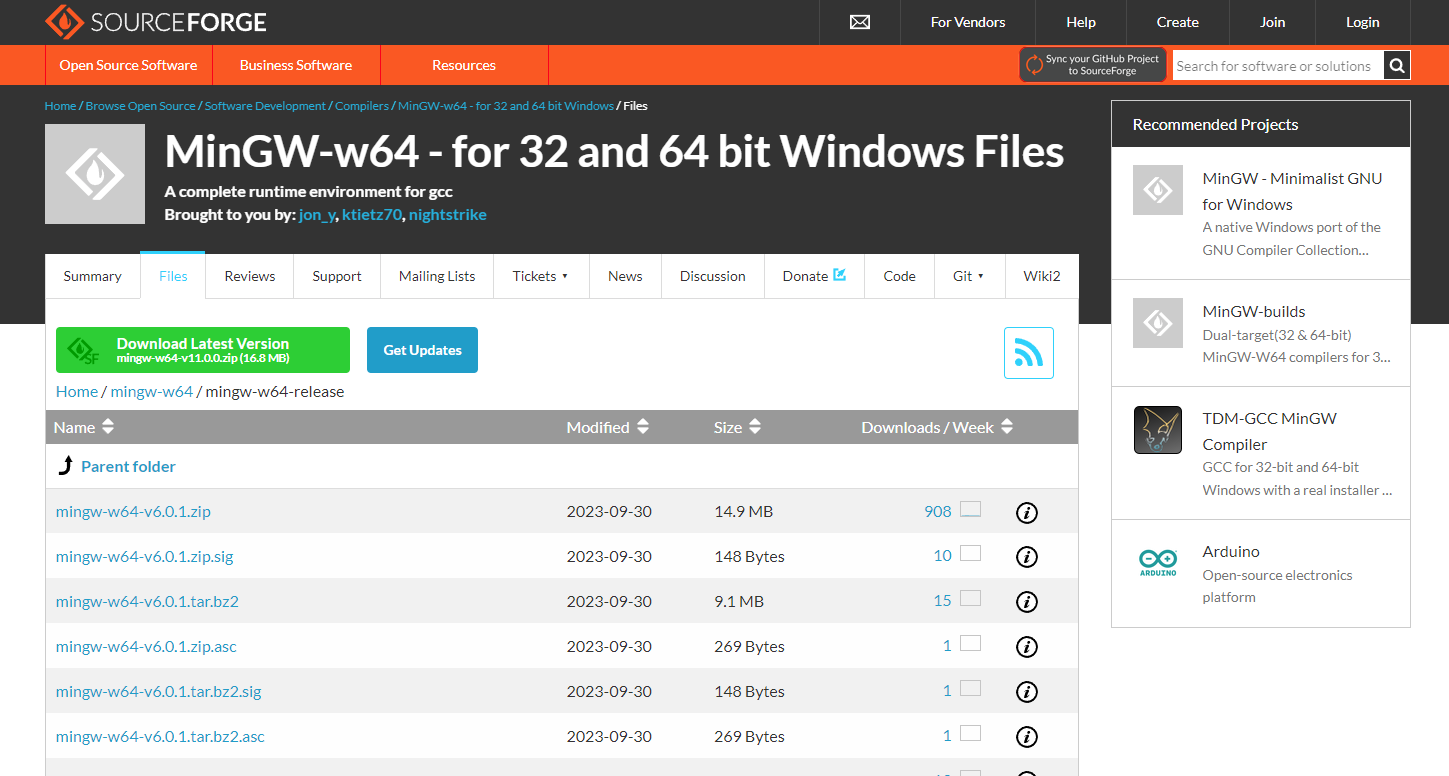 SOURCEFORGE
For Vendors Help Create Join Login
Open Source Software Business Software Resources
Sync your GitHub Project
to SourceForge
Search for software or solutions
Home / Browse Open Source / Software Development / Compilers / MinGW-w64 - for 32 and 64 bit Windows / Files
MinGW-w64 - for 32 and 64 bit Windows Files
A complete runtime environment for gcc
Brought to you by: jon_y, ktietz70, nightstrike
Summary Files Reviews Support Mailing Lists Tickets News Discussion Donate Code Git Wiki2
SF
Download Latest Version
mingw-w64-v11.0.0.zip (16.8 MB)
Get Updates
Home / mingw-w64 / mingw-w64-release
Name Modified Size Downloads / Week
Parent folder
mingw-w64-v6.0.1.zip 2023-09-30 14.9 MB 908 i
mingw-w64-v6.0.1.zip.sig 2023-09-30 148 Bytes 10 i
mingw-w64-v6.0.1.tar.bz2 2023-09-30 9.1 MB 15 i
mingw-w64-v6.0.1.zip.asc 2023-09-30 269 Bytes 1 i
mingw-w64-v6.0.1.tar.bz2.sig 2023-09-30 148 Bytes 1 i
mingw-w64-v6.0.1.tar.bz2.asc 2023-09-30 269 Bytes 1 i
Recommended Projects
MinGW - Minimalist GNU
for Windows
A native Windows port of the
GNU Compiler Collection...
MinGW-builds
Dual-target(32 & 64-bit)
MinGW-W64 compilers for 3...
TDM-GCC MinGW
Compiler
GCC for 32-bit and 64-bit
Windows with a real installer ...
ARDUINO
Arduino
Open-source electronics
platform